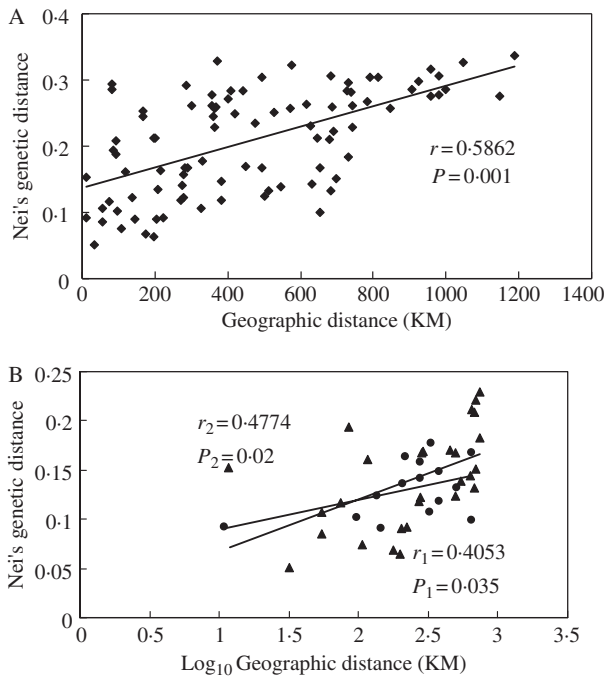 A
0·4
0·3
0·2
0·1
0
Nei's genetic distance
r=0·5862
P=0·001
0 200 400 600 800 1000 1200 1400
Geographic distance (KM)
B
0·25
0·2
0·15
0·1
0·05
0
Nei's genetic distance
r₂=0·4774
P₂=0·02
r₁=0·4053
P₁=0·035
0 0·5 1 1·5 2 2·5 3 3·5
Log₁₀ Geographic distance (KM)